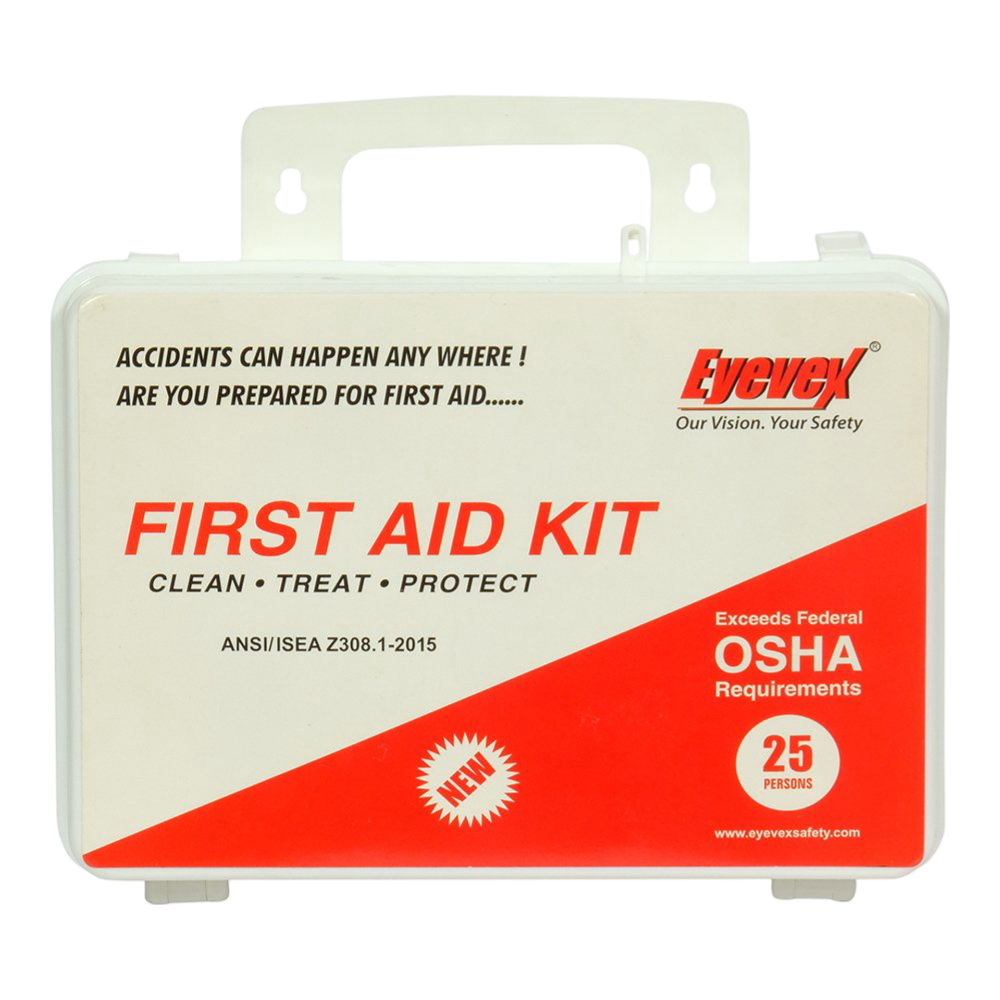 ACCIDENTS CAN HAPPEN ANY WHERE !
ARE YOU PREPARED FOR FIRST AID......
Eyevex®
Our Vision. Your Safety
FIRST AID KIT
CLEAN • TREAT • PROTECT
ANSI/ISEA Z308.1-2015
Exceeds Federal
OSHA
Requirements
NEW
25
PERSONS
www.eyevexsafety.com